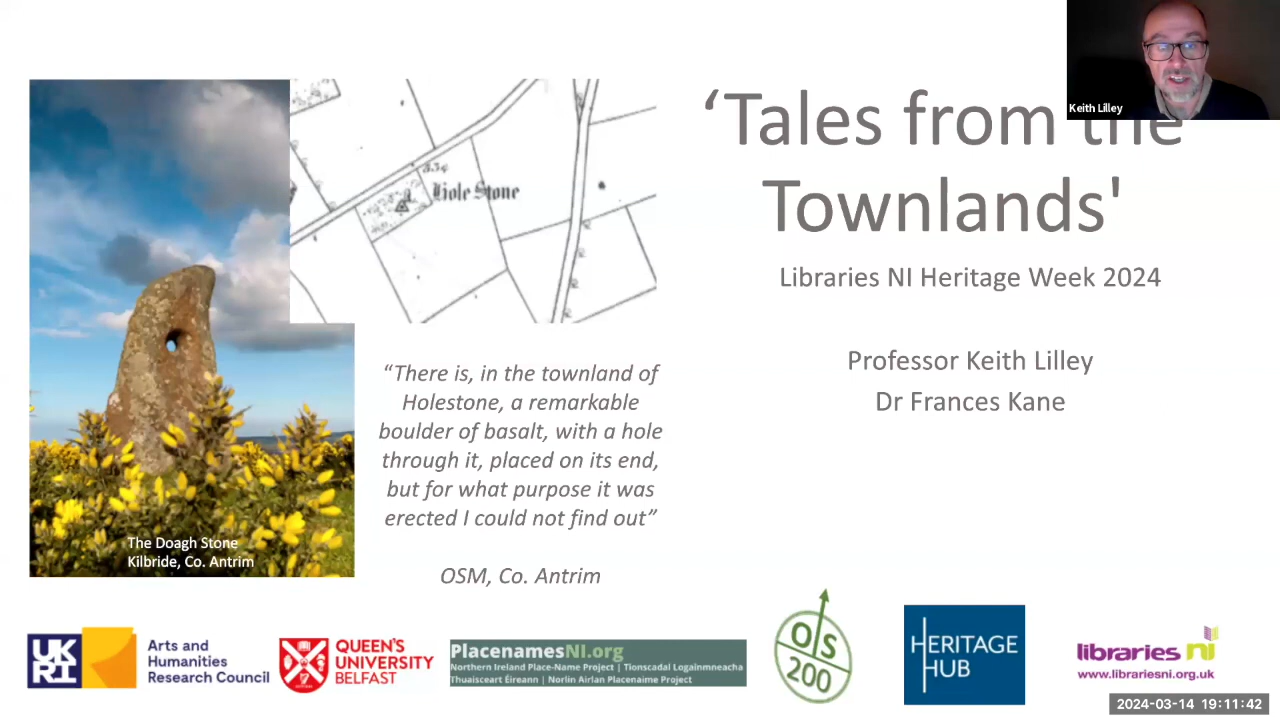 Keith Lilley
‘Tales from the
Townlands'
Libraries NI Heritage Week 2024
Professor Keith Lilley
Dr Frances Kane
334
Hole Stone
“There is, in the townland of
Holestone, a remarkable
boulder of basalt, with a hole
through it, placed on its end,
but for what purpose it was
erected I could not find out”
OSM, Co. Antrim
The Doagh Stone
Kilbride, Co. Antrim
UK
RI
Arts and
Humanities
Research Council
QUEEN'S
UNIVERSITY
BELFAST
PlacenamesNI.org
Northern Ireland Place-Name Project | Tionscadal Logainmneacha
Thuaisceart Éireann | Norlin Airlan Placenaime Project
OS
200
HERITAGE
HUB
libraries ni
www.librariesni.org.uk
2024-03-14 19:11:42